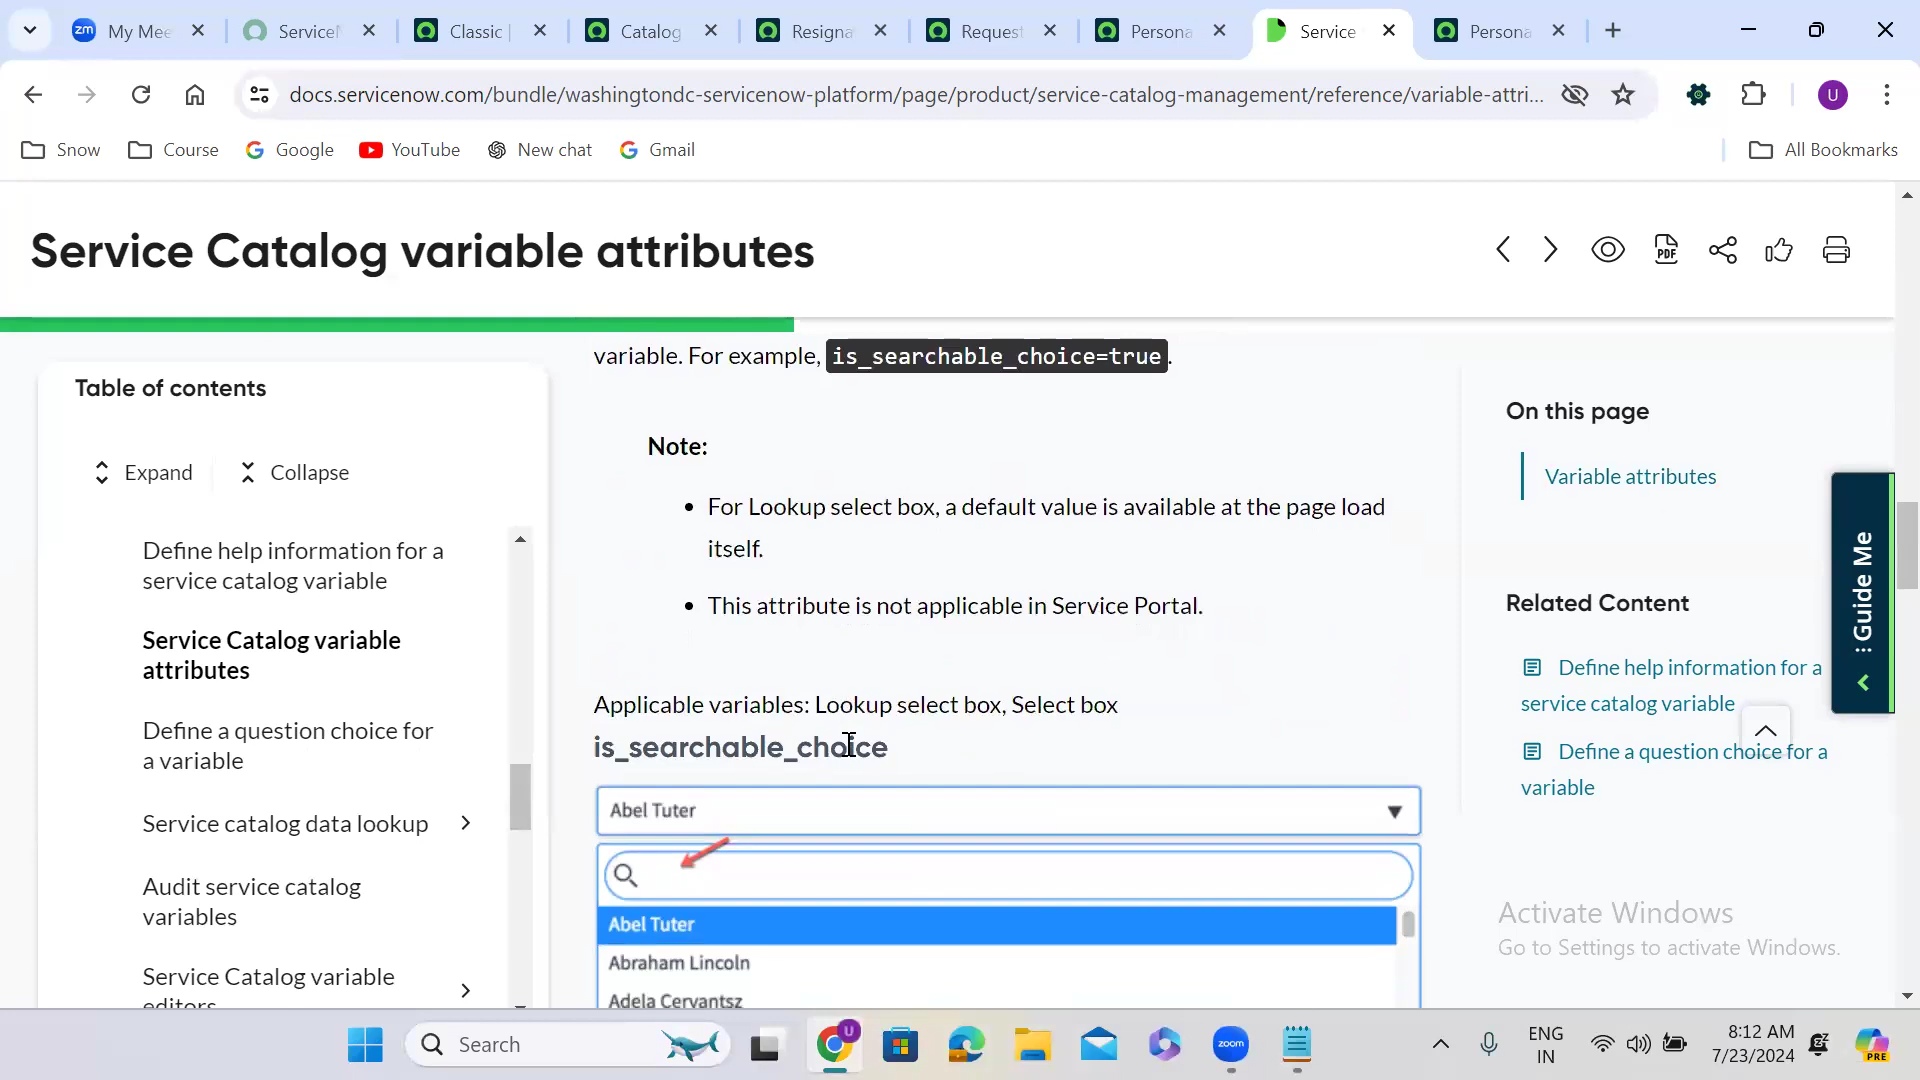 zm My Mee
ServiceN
Classic |
Catalog
Resigna
Request
Persona
Service
Persona
docs.servicenow.com/bundle/washingtondc-servicenow-platform/page/product/service-catalog-management/reference/variable-attri...
U
Snow
Course
Google
YouTube
New chat
Gmail
All Bookmarks
Service Catalog variable attributes
PDF
variable. For example, is_searchable_choice=true.
Table of contents
Expand
Collapse
Define help information for a
service catalog variable
Service Catalog variable
attributes
Define a question choice for
a variable
Service catalog data lookup
Audit service catalog
variables
Service Catalog variable
editors
Note:
• For Lookup select box, a default value is available at the page load
itself.
• This attribute is not applicable in Service Portal.
Applicable variables: Lookup select box, Select box
is_searchable_choice
Abel Tuter
Abel Tuter
Abraham Lincoln
Adela Cervantsz
On this page
Variable attributes
Related Content
Define help information for a
service catalog variable
Define a question choice for a
variable
Guide Me
Activate Windows
Go to Settings to activate Windows.
Search
U
zoom
ENG
IN
8:12 AM
7/23/2024
PRE